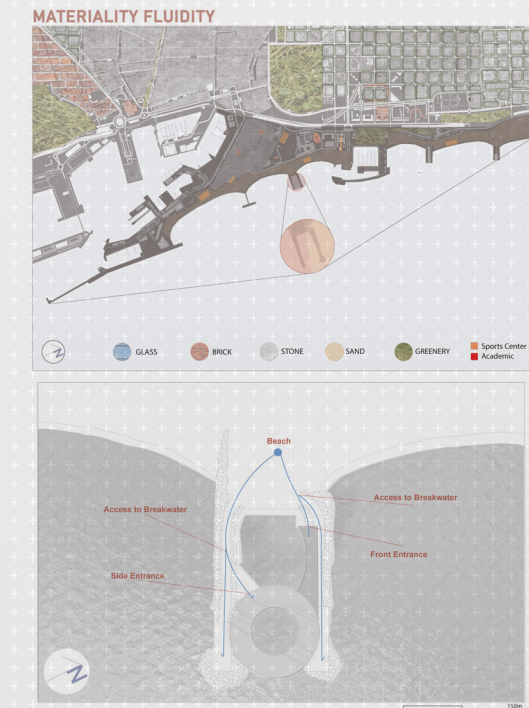 MATERIALITY FLUIDITY
N
GLASS
BRICK
STONE
SAND
GREENERY
Sports Center
Academic
Beach
Access to Breakwater
Access to Breakwater
Front Entrance
Side Entrance
N
150m